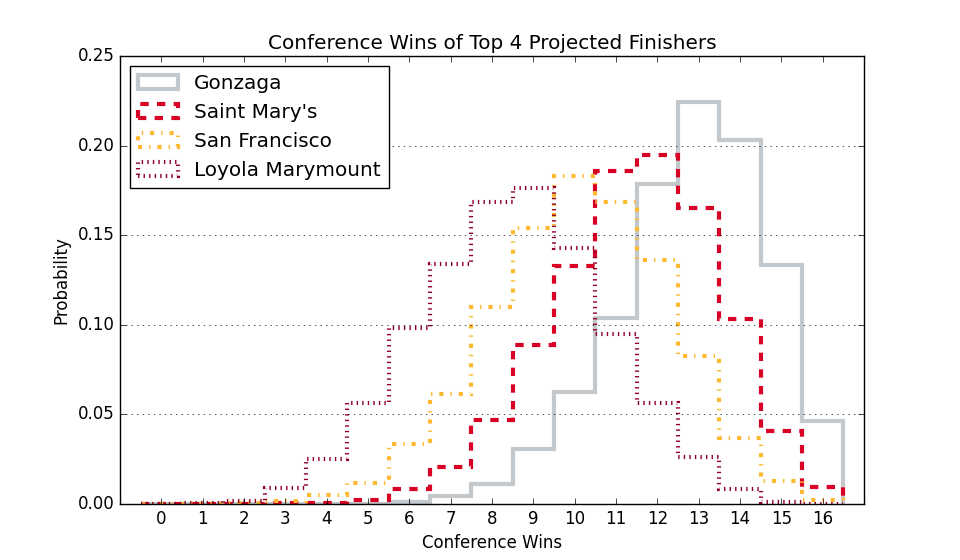 Conference Wins of Top 4 Projected Finishers
0.25
0.20
0.15
0.10
0.05
0.00
Probability
Gonzaga
Saint Mary's
San Francisco
Loyola Marymount
0 1 2 3 4 5 6 7 8 9 10 11 12 13 14 15 16
Conference Wins